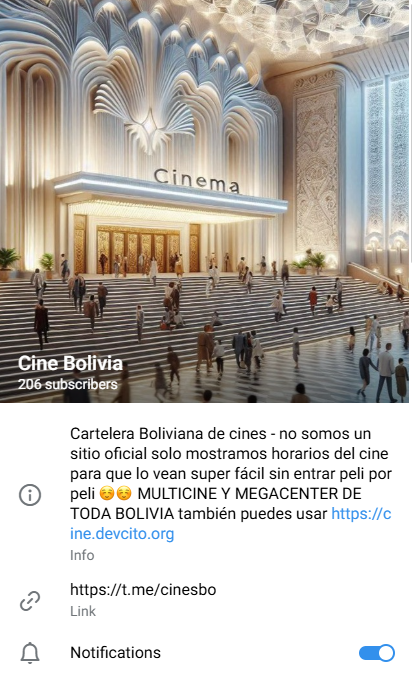 Cinema
Cine Bolivia
206 subscribers
Cartelera Boliviana de cines - no somos un
sitio oficial solo mostramos horarios del cine
para que lo vean super fácil sin entrar peli por
peli ☺️☺️ MULTICINE Y MEGACENTER DE
TODA BOLIVIA también puedes usar https://c
ine.devcito.org
Info
https://t.me/cinesbo
Link
Notifications